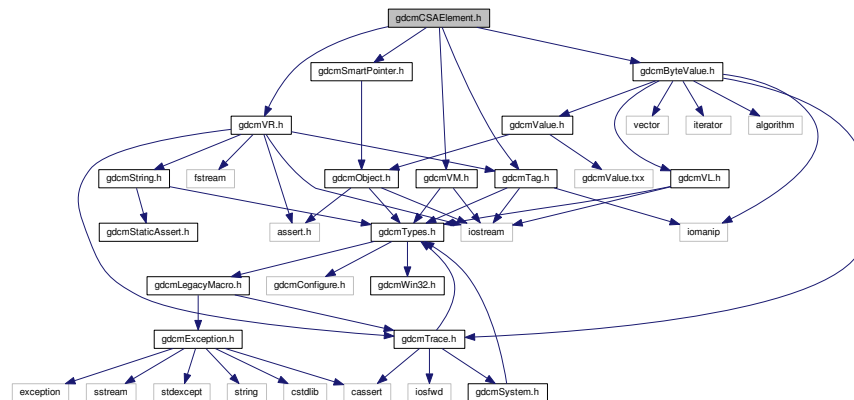 gdcmCSAElement.h
gdcmSmartPointer.h
gdcmByteValue.h
gdcmVR.h
gdcmValue.h
vector
iterator
algorithm
gdcmString.h
fstream
gdcmObject.h
gdcmVM.h
gdcmTag.h
gdcmValue.txx
gdcmVL.h
gdcmStaticAssert.h
assert.h
gdcmTypes.h
iostream
iomanip
gdcmLegacyMacro.h
gdcmConfigure.h
gdcmWin32.h
gdcmException.h
gdcmTrace.h
exception
sstream
stdexcept
string
cstdlib
cassert
iosfwd
gdcmSystem.h